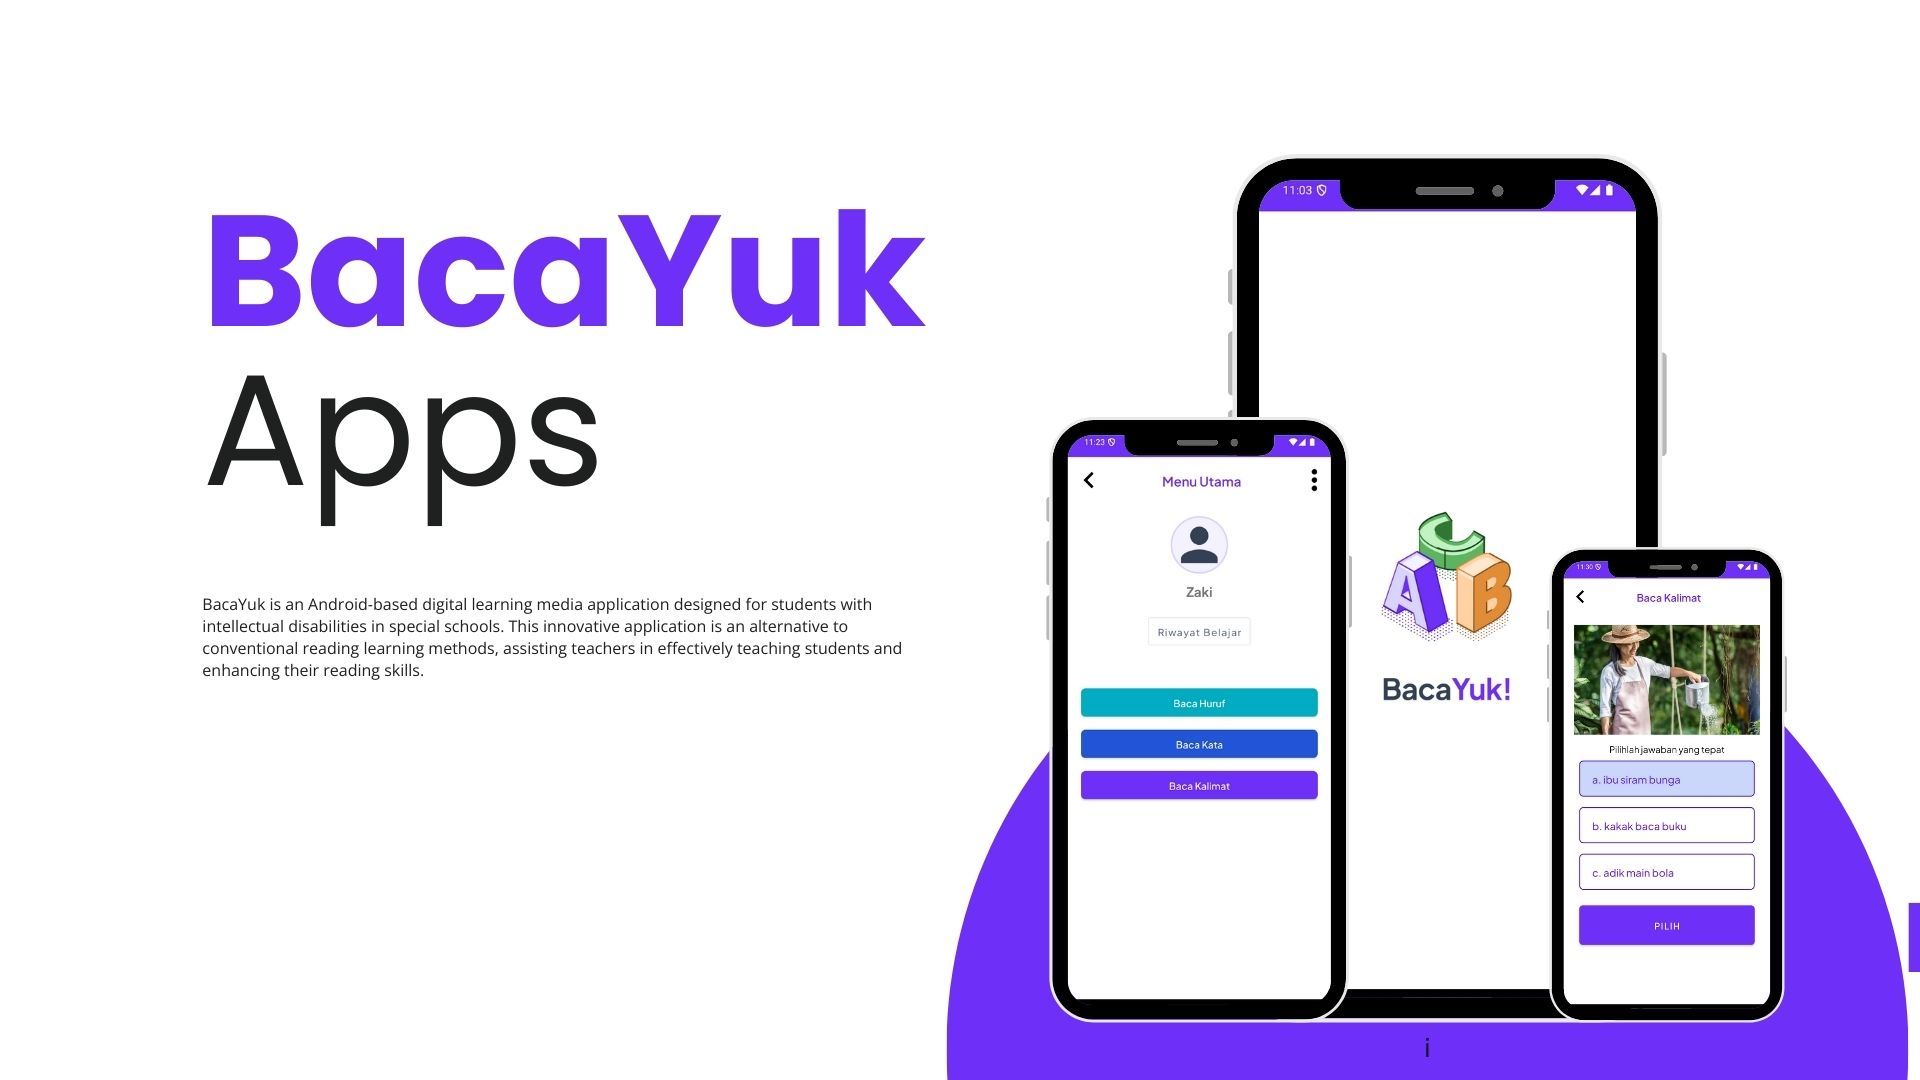 BacaYuk
Apps
BacaYuk is an Android-based digital learning media application designed for students with
intellectual disabilities in special schools. This innovative application is an alternative to
conventional reading learning methods, assisting teachers in effectively teaching students and
enhancing their reading skills.
11:03
A B C
BacaYuk!
11:23
Menu Utama
Zaki
Riwayat Belajar
Baca Huruf
Baca Kata
Baca Kalimat
11:30
Baca Kalimat
Pilihlah jawaban yang tepat
a. ibu siram bunga
b. kakak baca buku
c. adik main bola
PILIH
i